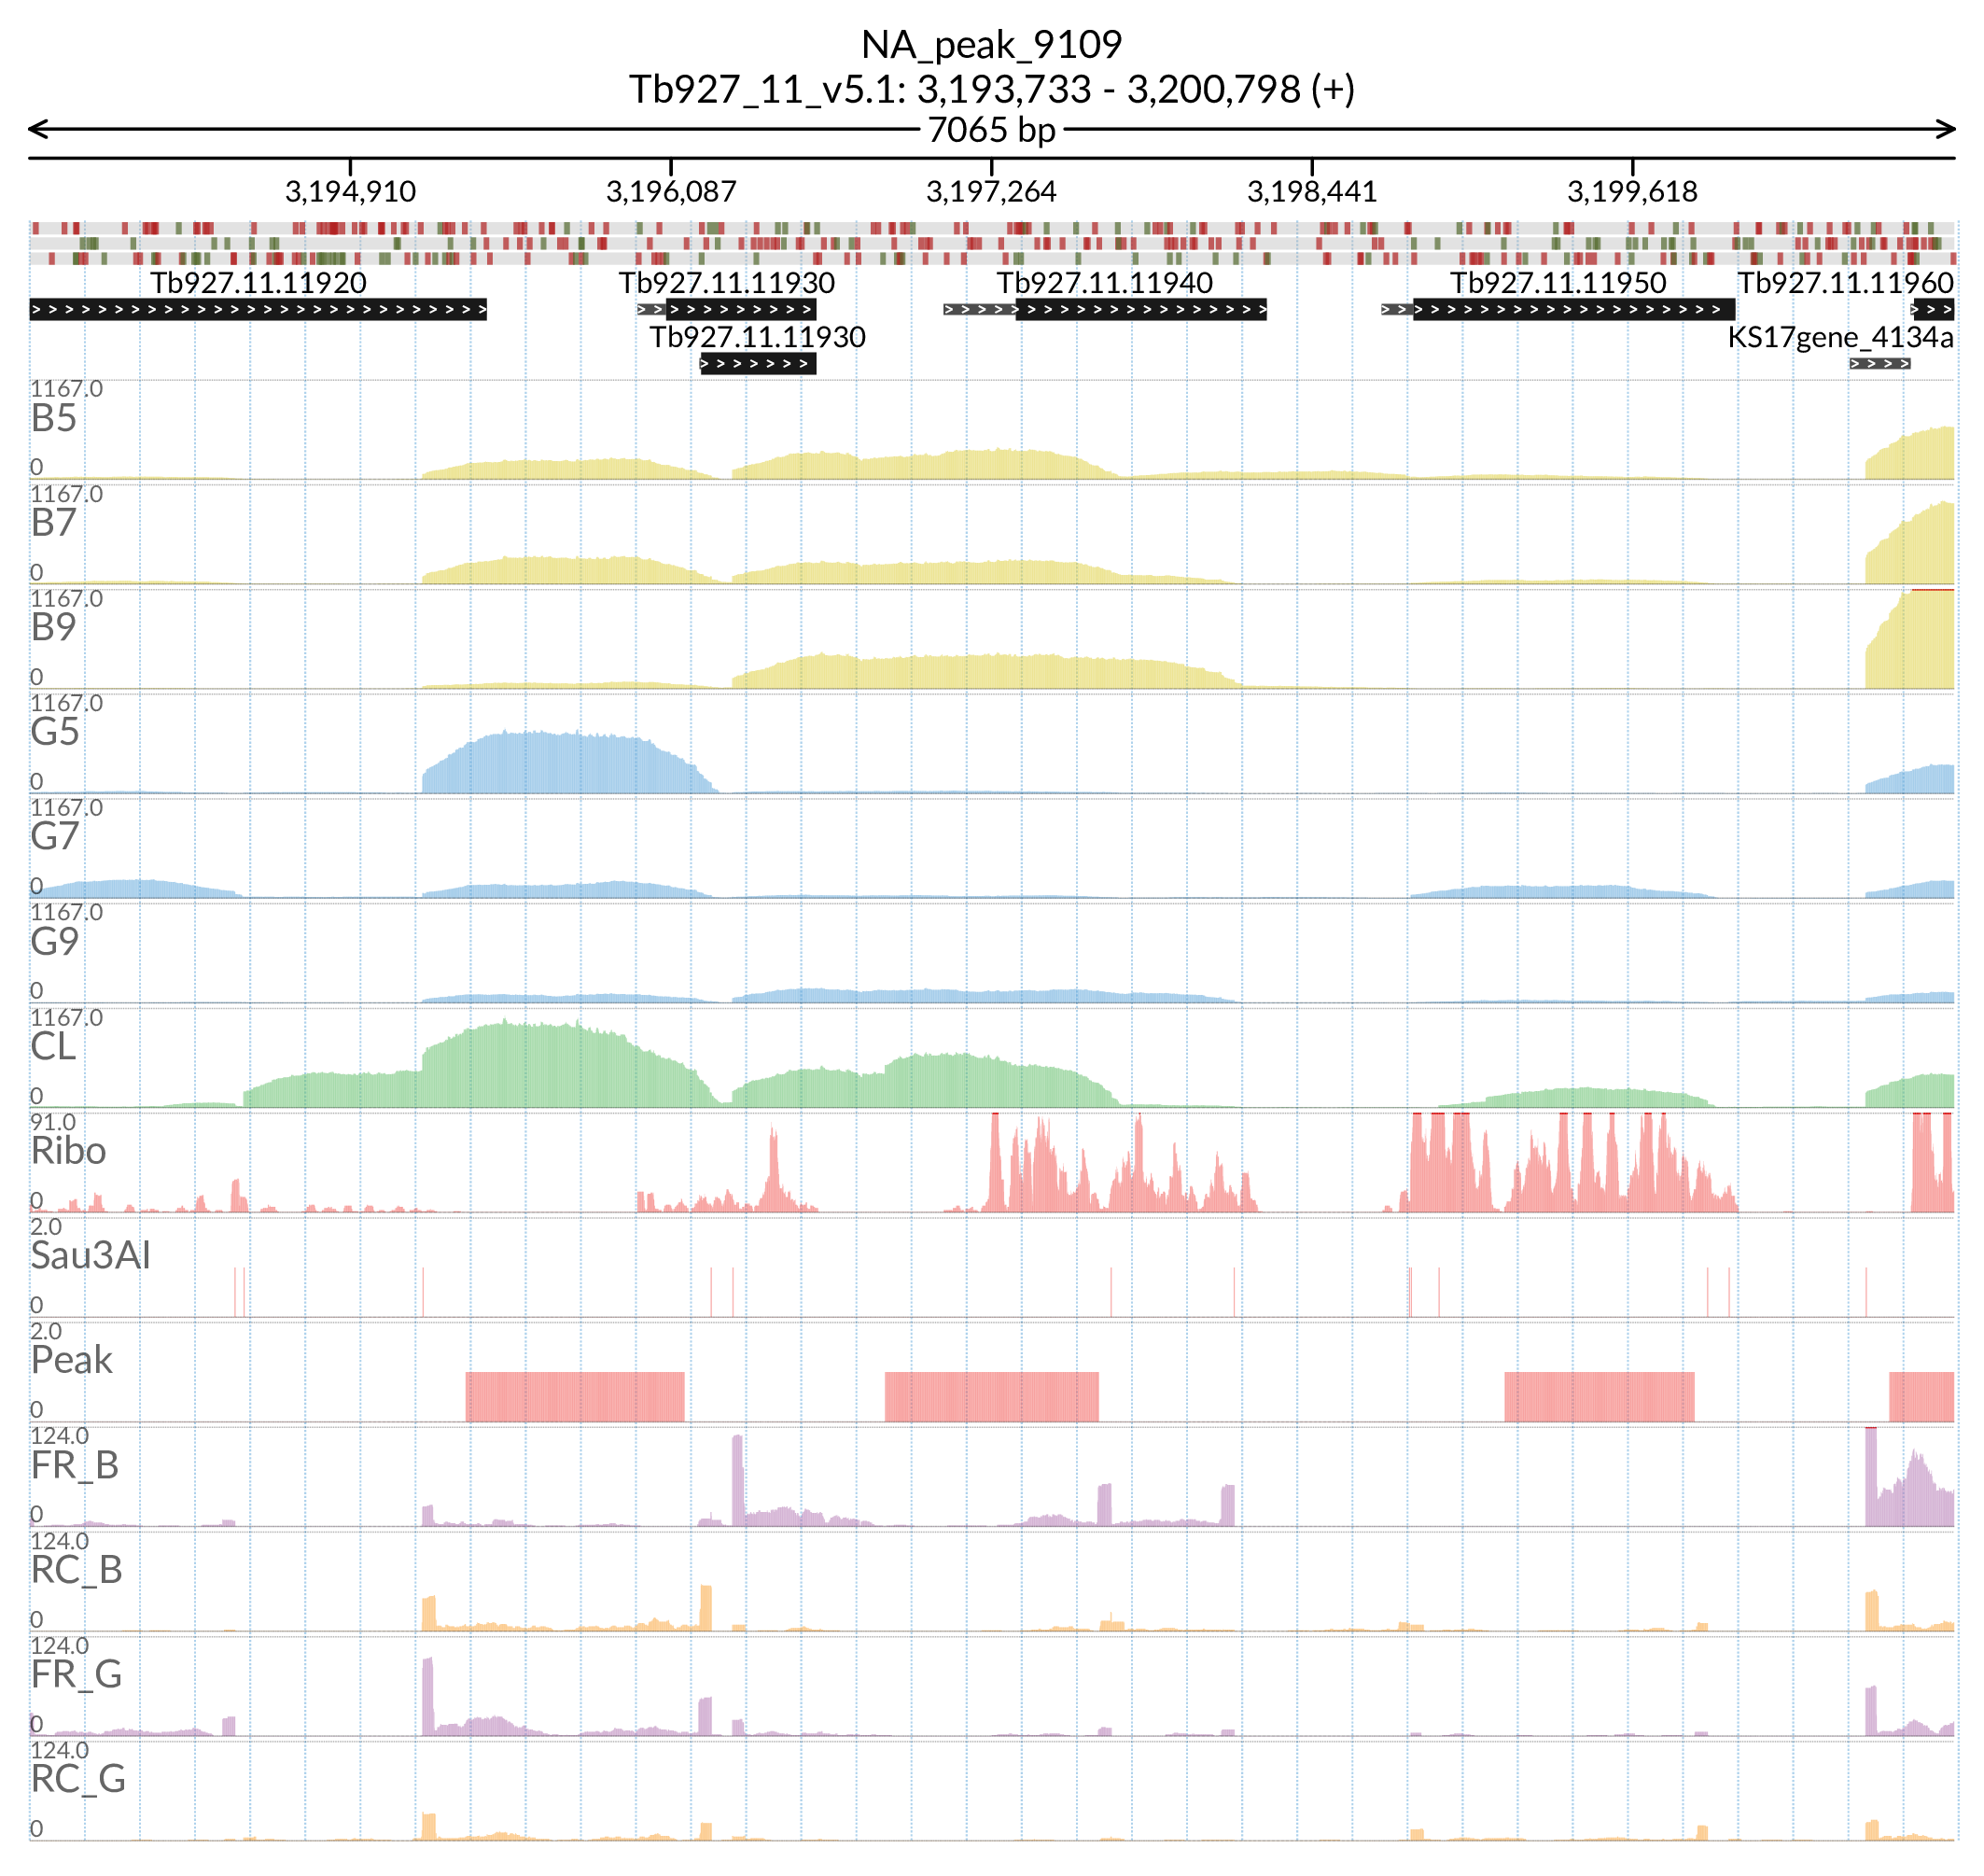 NA_peak_9109
Tb927_11_v5.1: 3,193,733 - 3,200,798 (+)
7065 bp
3,194,910 3,196,087 3,197,264 3,198,441 3,199,618
Tb927.11.11920 Tb927.11.11930 Tb927.11.11940 Tb927.11.11950 Tb927.11.11960
Tb927.11.11930 KS17gene_4134a
1167.0
B5
0
1167.0
B7
0
1167.0
B9
0
1167.0
G5
0
1167.0
G7
0
1167.0
G9
0
1167.0
CL
0
91.0
Ribo
0
2.0
Sau3AI
0
2.0
Peak
0
124.0
FR_B
0
124.0
RC_B
0
124.0
FR_G
0
124.0
RC_G
0